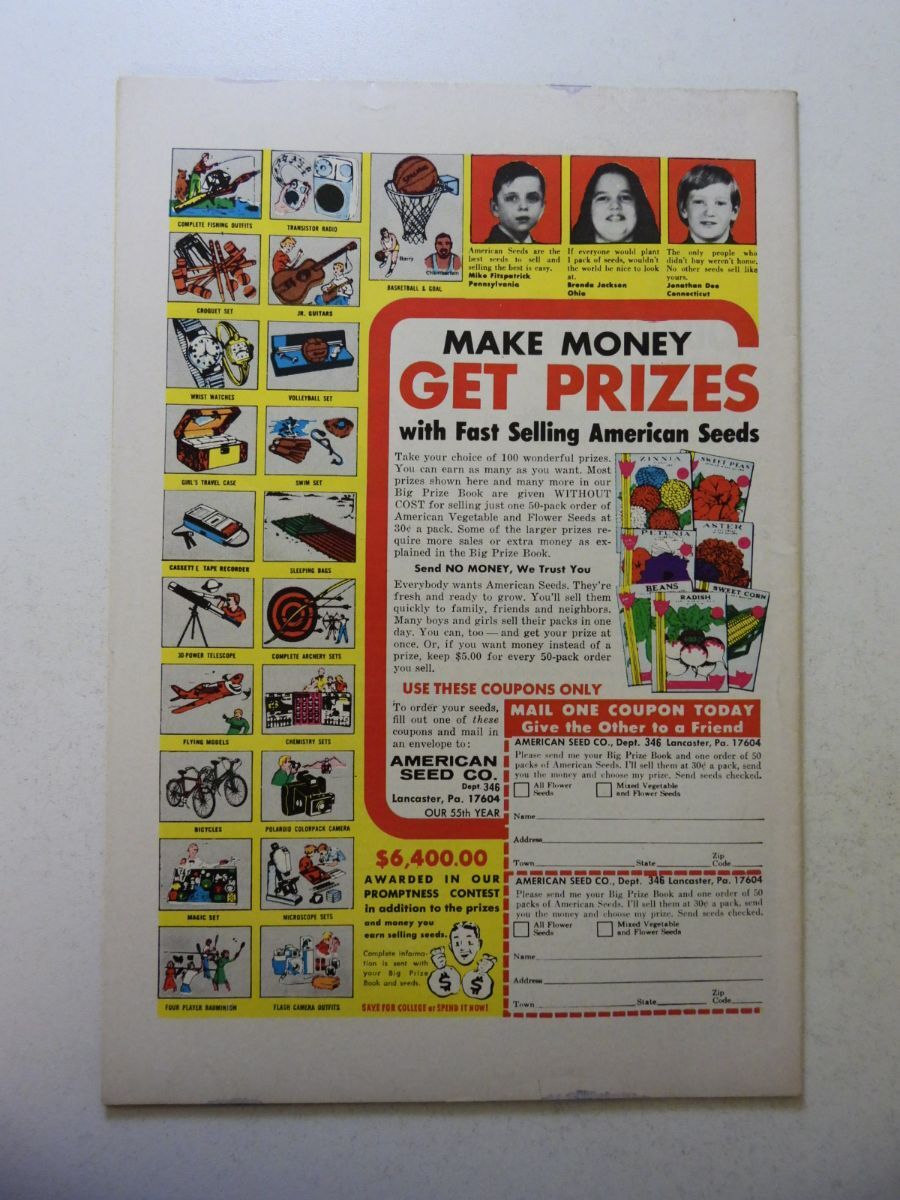 COMPLETE FISHING OUTFITS
TRANSISTOR RADIO
CROQUET SET
JR. GUITARS
WRIST WATCHES
VOLLEYBALL SET
GIRL'S TRAVEL CASE
SWIM SET
CASSETTE TAPE RECORDER
SLEEPING BAGS
30-POWER TELESCOPE
COMPLETE ARCHERY SETS
FLYING MODELS
CHEMISTRY SETS
BICYCLES
POLAROID COLORPACK CAMERA
MAGIC SET
MICROSCOPE SETS
FOUR PLAYER BADMINTON
FLASH CAMERA OUTFITS
SPALDING
Barry
Chamberlain
BASKETBALL & GOAL
American Seeds are the
best seeds to sell and
selling the best is easy.
Mike Fitzpatrick
Pennsylvania
If everyone would plant
1 pack of seeds, wouldn't
the world be nice to look
at.
Brenda Jackson
Ohio
The only people who
didn't buy weren't home.
No other seeds sell like
yours.
Jonathan Dee
Connecticut
MAKE MONEY
GET PRIZES
with Fast Selling American Seeds
Take your choice of 100 wonderful prizes.
You can earn as many as you want. Most
prizes shown here and many more in our
Big Prize Book are given WITHOUT
COST for selling just one 50-pack order of
American Vegetable and Flower Seeds at
30¢ a pack. Some of the larger prizes re-
quire more sales or extra money as ex-
plained in the Big Prize Book.
Send NO MONEY, We Trust You
Everybody wants American Seeds. They're
fresh and ready to grow. You'll sell them
quickly to family, friends and neighbors.
Many boys and girls sell their packs in one
day. You can, too — and get your prize at
once. Or, if you want money instead of a
prize, keep $5.00 for every 50-pack order
you sell.
ZINNIA
SWEET PEAS
PETUNIA
ASTER
BEANS
RADISH
SWEET CORN
USE THESE COUPONS ONLY
To order your seeds,
fill out one of these
coupons and mail in
an envelope to:
AMERICAN
SEED CO.
Dept. 346
Lancaster, Pa. 17604
OUR 55th YEAR
MAIL ONE COUPON TODAY
Give the Other to a Friend
AMERICAN SEED CO., Dept. 346 Lancaster, Pa. 17604
Please send me your Big Prize Book and one order of 50
packs of American Seeds. I'll sell them at 30¢ a pack, send
you the money and choose my prize. Send seeds checked.
All Flower Seeds
Mixed Vegetable and Flower Seeds
Name
Address
Town State Zip Code
AMERICAN SEED CO., Dept. 346 Lancaster, Pa. 17604
Please send me your Big Prize Book and one order of 50
packs of American Seeds. I'll sell them at 30¢ a pack, send
you the money and choose my prize. Send seeds checked.
All Flower Seeds
Mixed Vegetable and Flower Seeds
Name
Address
Town State Zip Code
$6,400.00
AWARDED IN OUR
PROMPTNESS CONTEST
in addition to the prizes
and money you
earn selling seeds.
Complete informa-
tion is sent with
your Big Prize
Book and seeds.
$ $
SAVE FOR COLLEGE or SPEND IT NOW!